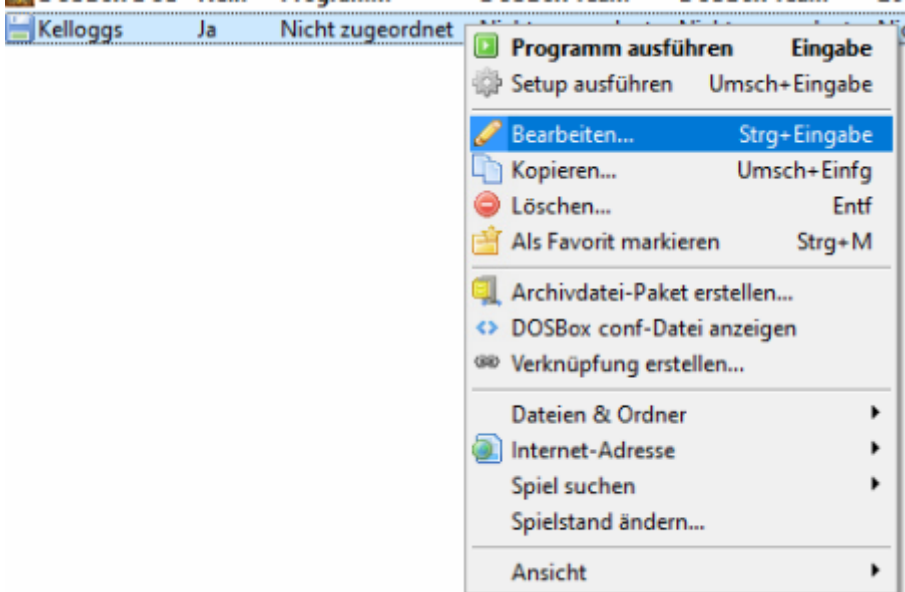 Kelloggs Ja Nicht zugeordnet
Programm ausführen Eingabe
Setup ausführen Umsch+Eingabe
Bearbeiten... Strg+Eingabe
Kopieren... Umsch+Einfg
Löschen... Entf
Als Favorit markieren Strg+M
Archivdatei-Paket erstellen...
DOSBox conf-Datei anzeigen
Verknüpfung erstellen...
Dateien & Ordner
Internet-Adresse
Spiel suchen
Spielstand ändern...
Ansicht